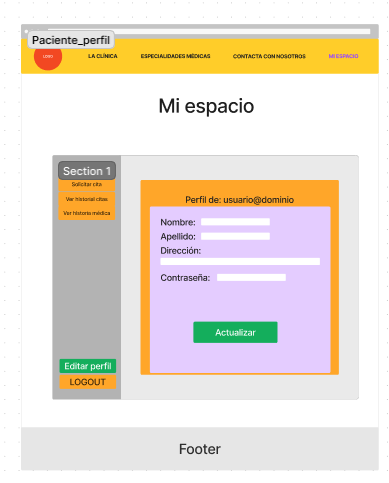 Paciente_perfil
LOGO
LA CLÍNICA
ESPECIALIDADES MÉDICAS
CONTACTA CON NOSOTROS
MI ESPACIO
Mi espacio
Section 1
Solicitar cita
Ver historial citas
Ver historia médica
Editar perfil
LOGOUT
Perfil de: usuario@dominio
Nombre:
Apellido:
Dirección:
Contraseña:
Actualizar
Footer